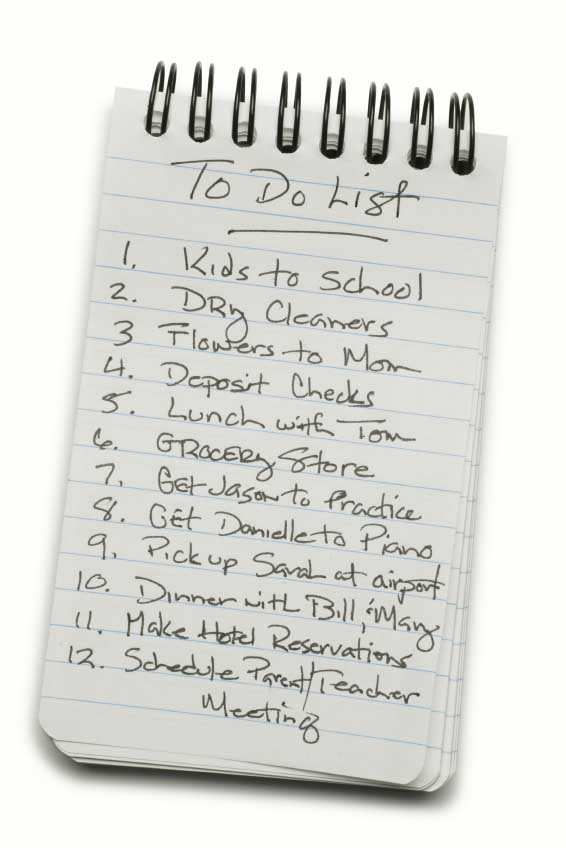 To Do List
1. Kids to School
2. DRy Cleaners
3 Flowers to Mom
4. Deposit Checks
5. Lunch with Tom
6. GROCERY Store
7. GEt Jason to Practice
8. GEt Danielle to Piano
9. Pick up Sarah at airport
10. Dinner with Bill, & Mary
11. Make Hotel Reservations
12. Schedule Parent/Teacher
Meeting